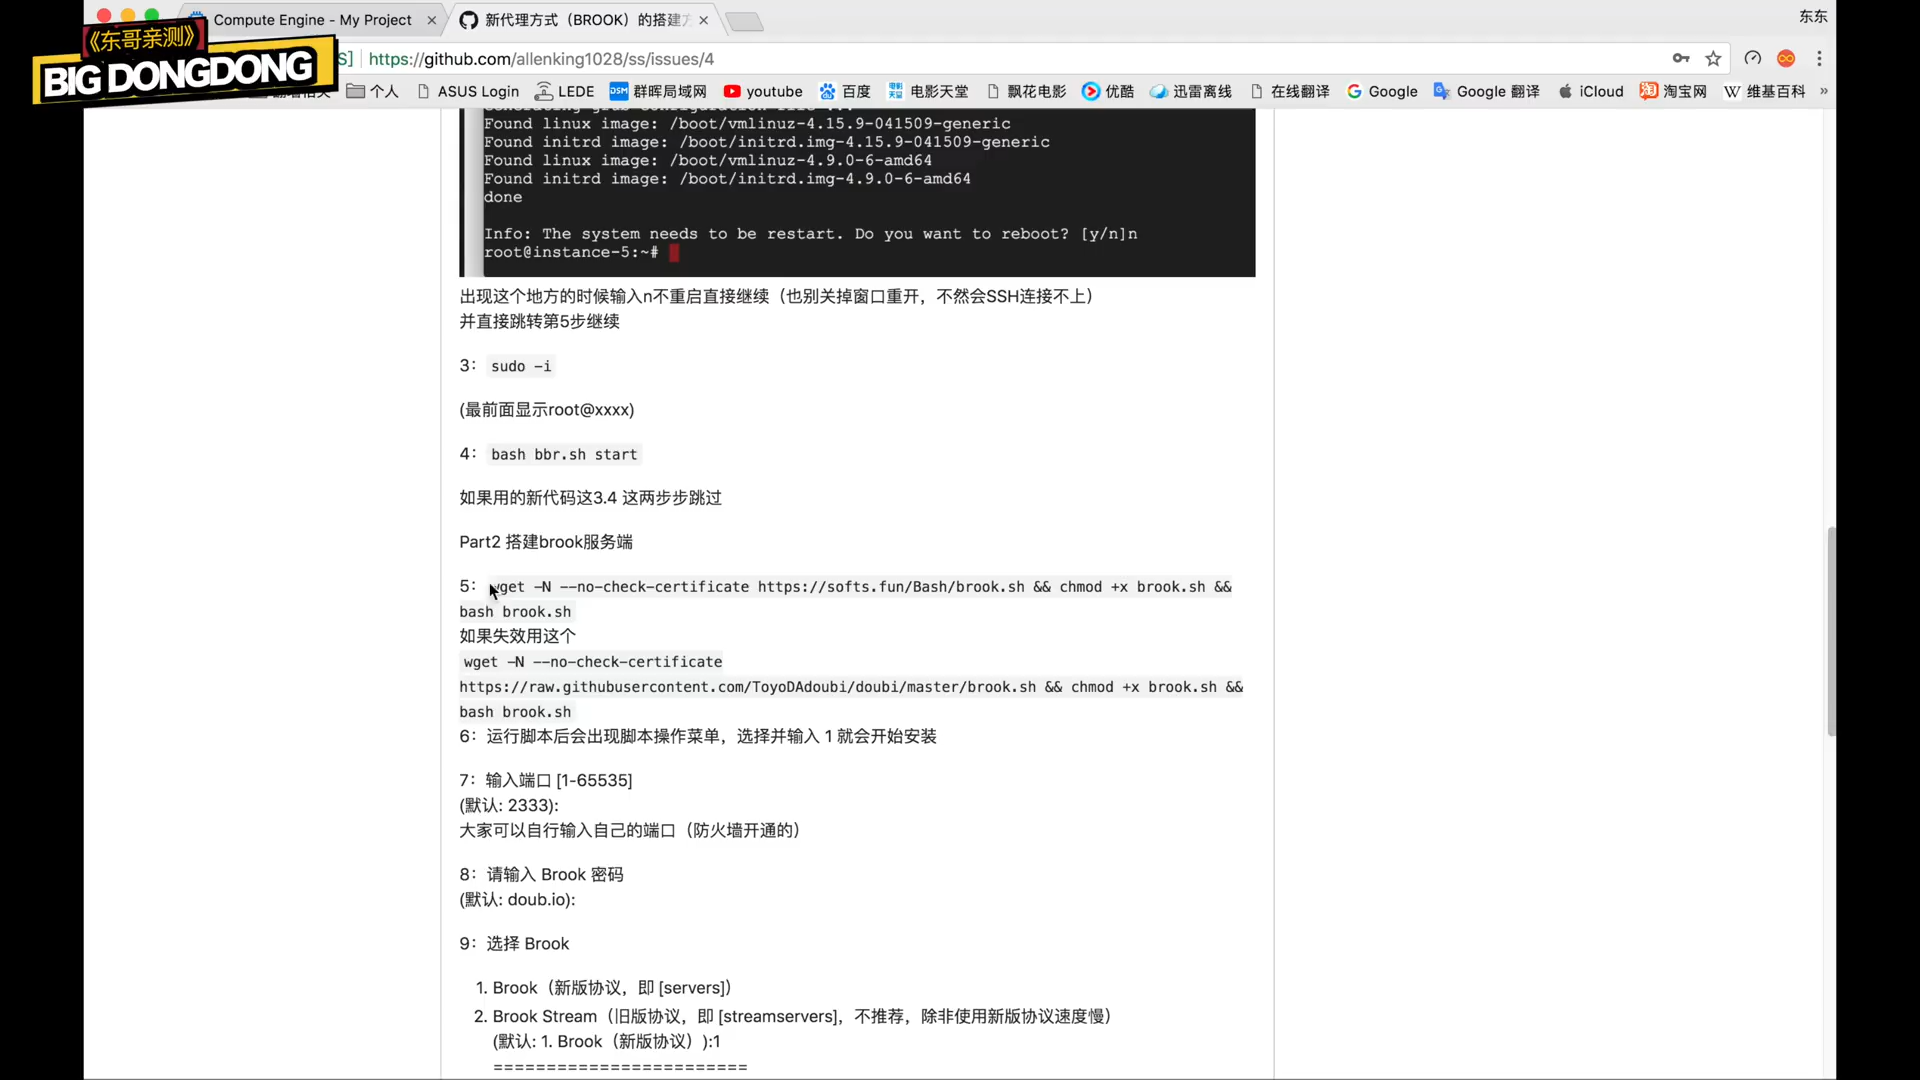 Compute Engine - My Project
新代理方式（BROOK）的搭建方
东东
《东哥亲测》
BIG DONGDONG
https://github.com/allenking1028/ss/issues/4
个人
ASUS Login
LEDE
DSM
群晖局域网
youtube
百度
电影天堂
飘花电影
优酷
迅雷离线
在线翻译
Google
Google 翻译
iCloud
淘宝网
维基百科
»
Found linux image: /boot/vmlinuz-4.15.9-041509-generic
Found initrd image: /boot/initrd.img-4.15.9-041509-generic
Found linux image: /boot/vmlinuz-4.9.0-6-amd64
Found initrd image: /boot/initrd.img-4.9.0-6-amd64
done
Info: The system needs to be restart. Do you want to reboot? [y/n]n
root@instance-5:~#
出现这个地方的时候输入n不重启直接继续（也别关掉窗口重开，不然会SSH连接不上）
并直接跳转第5步继续
3： sudo -i
(最前面显示root@xxxx)
4： bash bbr.sh start
如果用的新代码这3.4 这两步步跳过
Part2 搭建brook服务端
5： wget -N --no-check-certificate https://softs.fun/Bash/brook.sh && chmod +x brook.sh &&
bash brook.sh
如果失效用这个
wget -N --no-check-certificate
https://raw.githubusercontent.com/ToyoDAdoubi/doubi/master/brook.sh && chmod +x brook.sh &&
bash brook.sh
6：运行脚本后会出现脚本操作菜单，选择并输入 1 就会开始安装
7：输入端口 [1-65535]
(默认: 2333):
大家可以自行输入自己的端口（防火墙开通的）
8：请输入 Brook 密码
(默认: doub.io):
9：选择 Brook
1. Brook（新版协议，即 [servers]）
2. Brook Stream（旧版协议，即 [streamservers]，不推荐，除非使用新版协议速度慢）
(默认: 1. Brook（新版协议）):1
==========================